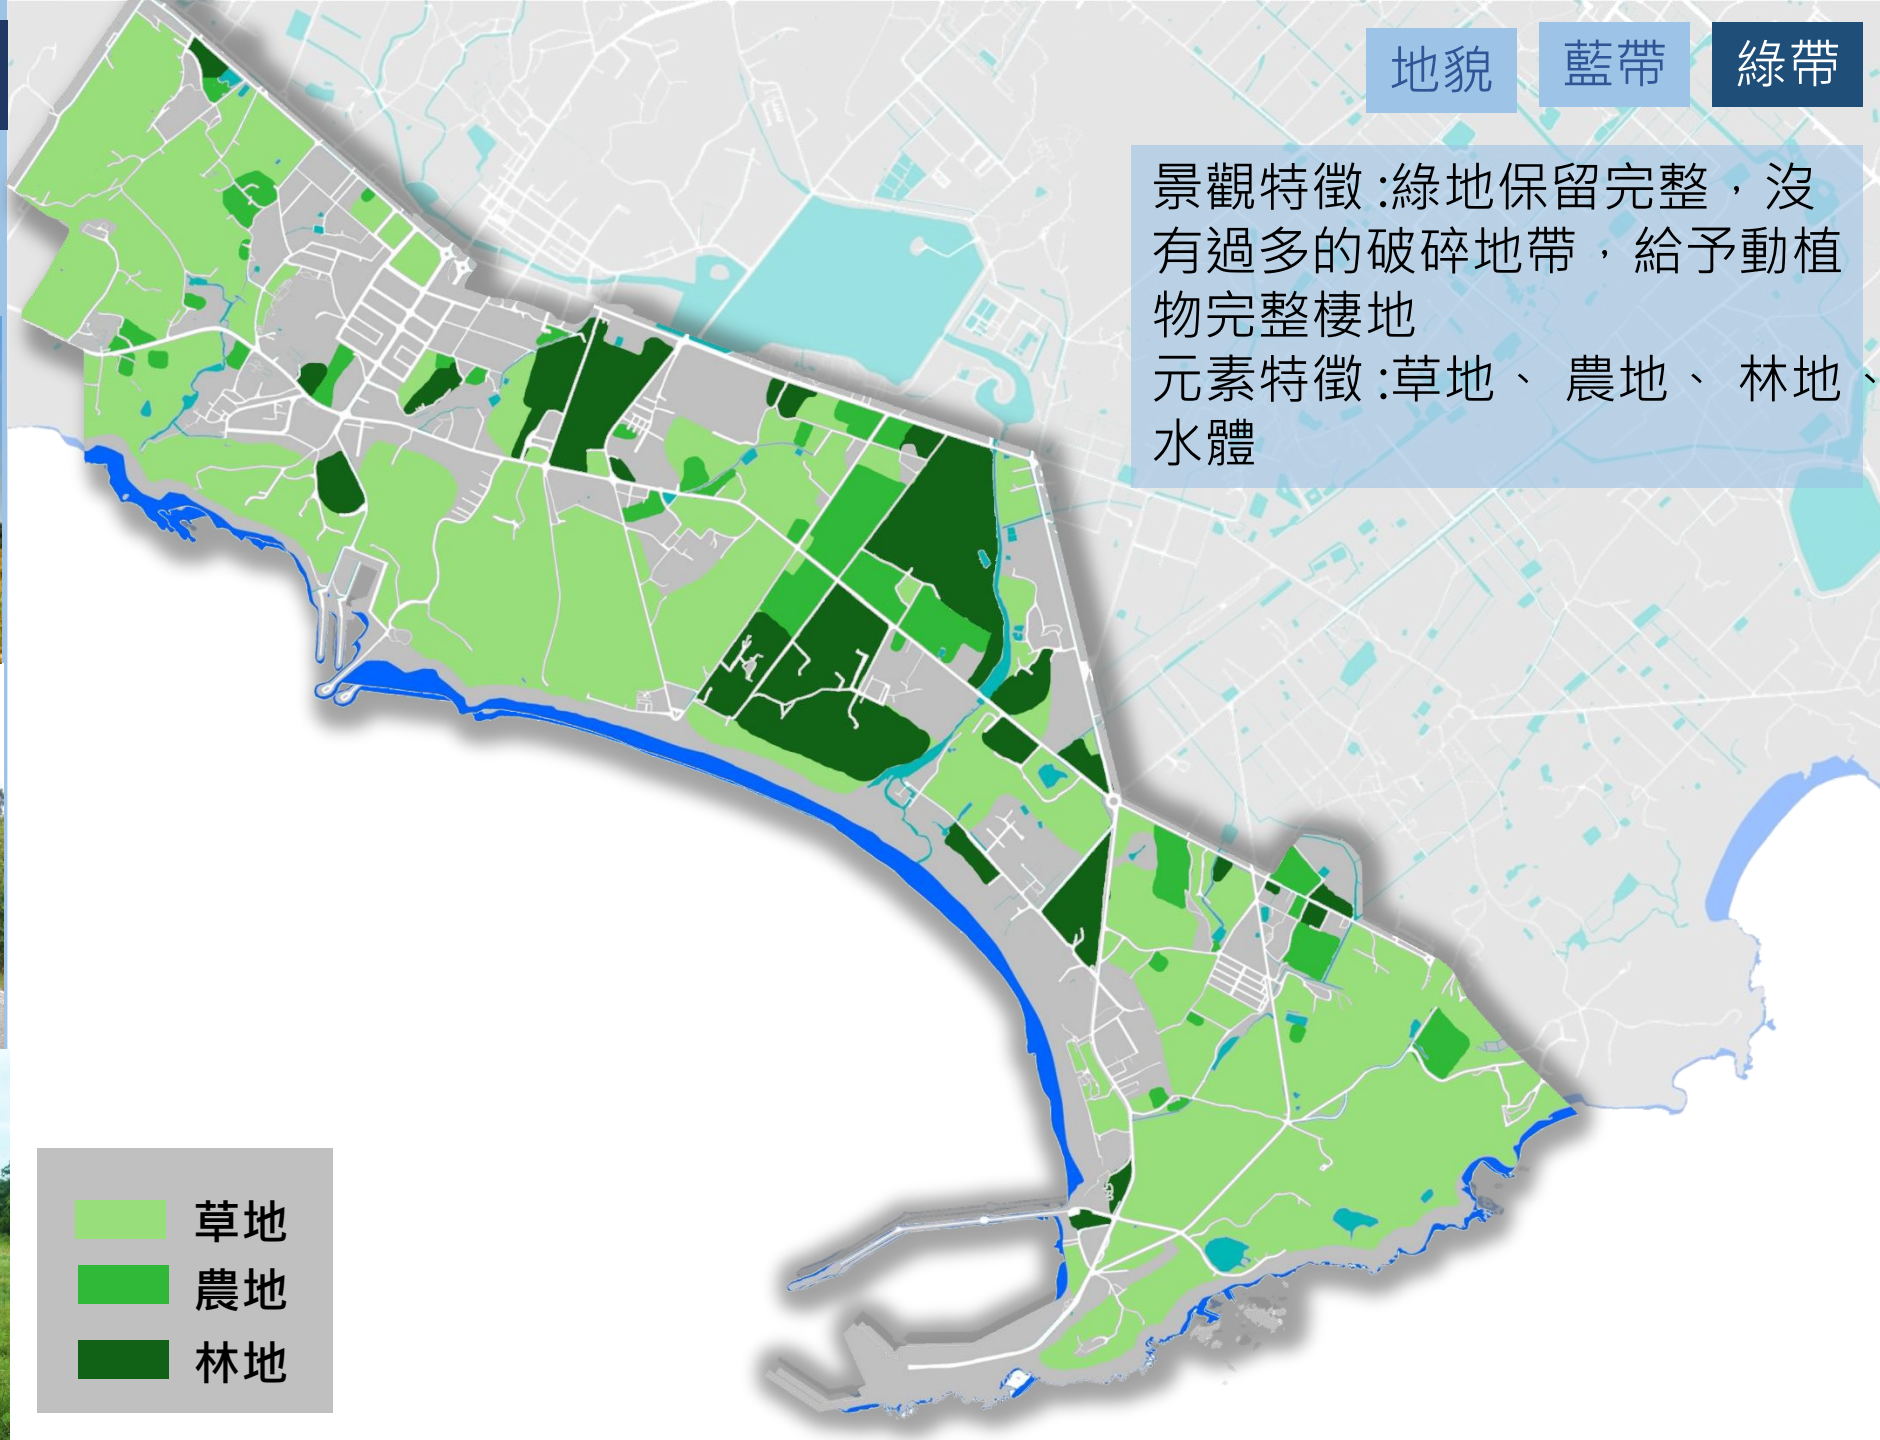 地貌
藍帶
綠帶
景觀特徵:綠地保留完整，沒
有過多的破碎地帶，給予動植
物完整棲地
元素特徵:草地、 農地、 林地、
水體
草地
農地
林地